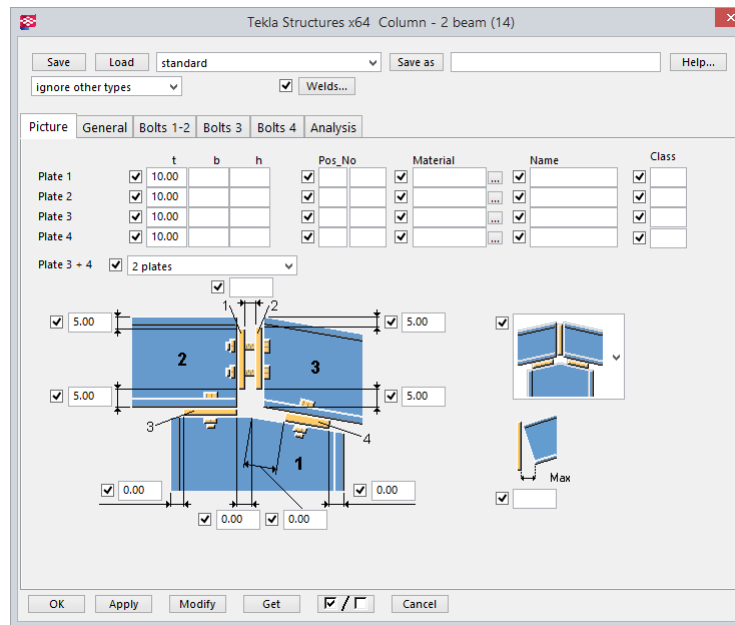 Tekla Structures x64 Column - 2 beam (14)
Save Load standard Save as Help...
ignore other types Welds...
Picture General Bolts 1-2 Bolts 3 Bolts 4 Analysis
t b h Pos_No Material Name Class
Plate 1 10.00 ...
Plate 2 10.00 ...
Plate 3 10.00 ...
Plate 4 10.00 ...
Plate 3 + 4 2 plates
1 2
5.00 5.00
2 3
5.00 5.00
3 4
1
Max
0.00 0.00
0.00 0.00
OK Apply Modify Get / Cancel